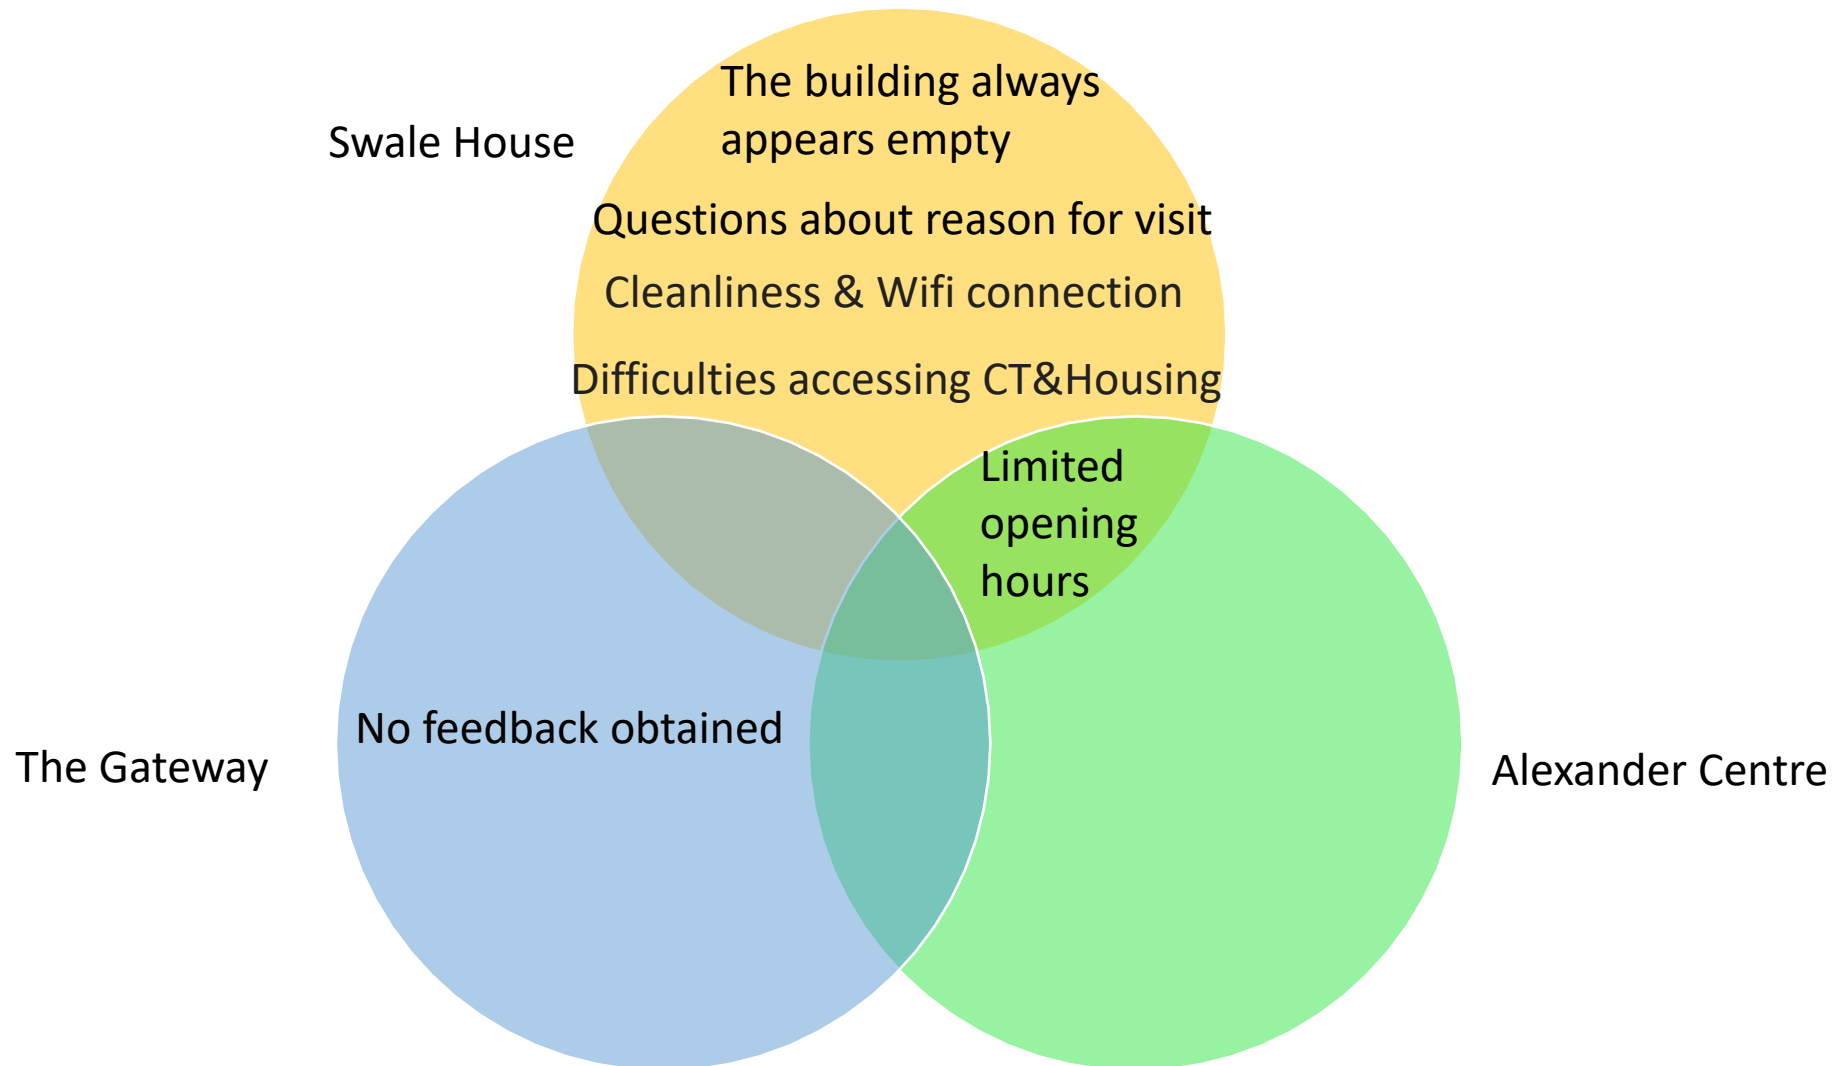 The building always
appears empty
Swale House
Questions about reason for visit
Cleanliness & Wifi connection
Difficulties accessing CT&Housing
Limited
opening
hours
No feedback obtained
The Gateway
Alexander Centre